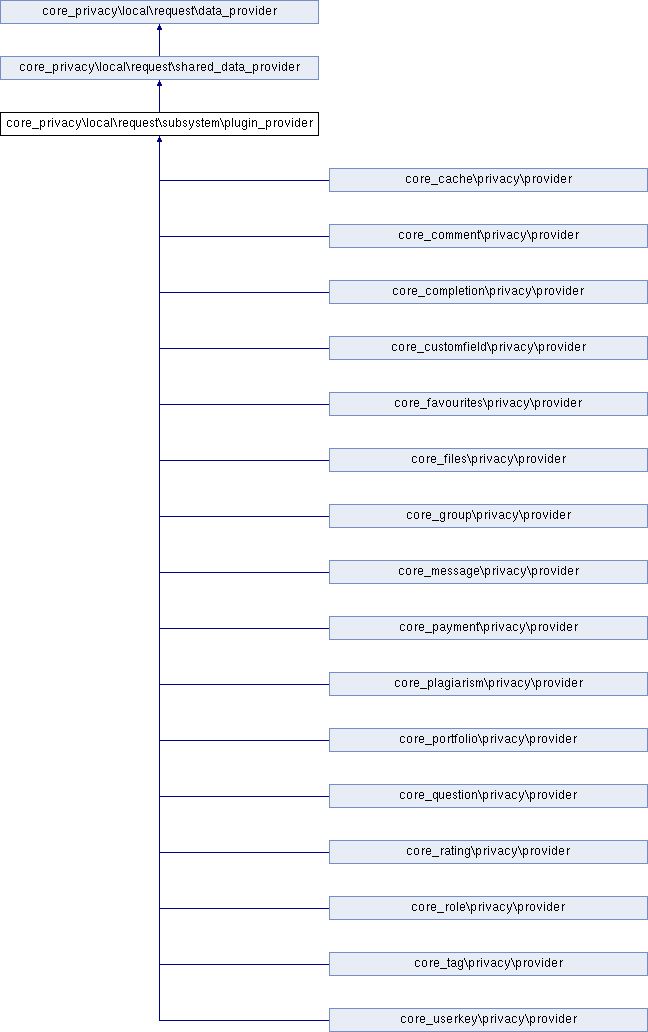 core_privacy\local\request\data_provider
core_privacy\local\request\shared_data_provider
core_privacy\local\request\subsystem\plugin_provider
core_cache\privacy\provider
core_comment\privacy\provider
core_completion\privacy\provider
core_customfield\privacy\provider
core_favourites\privacy\provider
core_files\privacy\provider
core_group\privacy\provider
core_message\privacy\provider
core_payment\privacy\provider
core_plagiarism\privacy\provider
core_portfolio\privacy\provider
core_question\privacy\provider
core_rating\privacy\provider
core_role\privacy\provider
core_tag\privacy\provider
core_userkey\privacy\provider